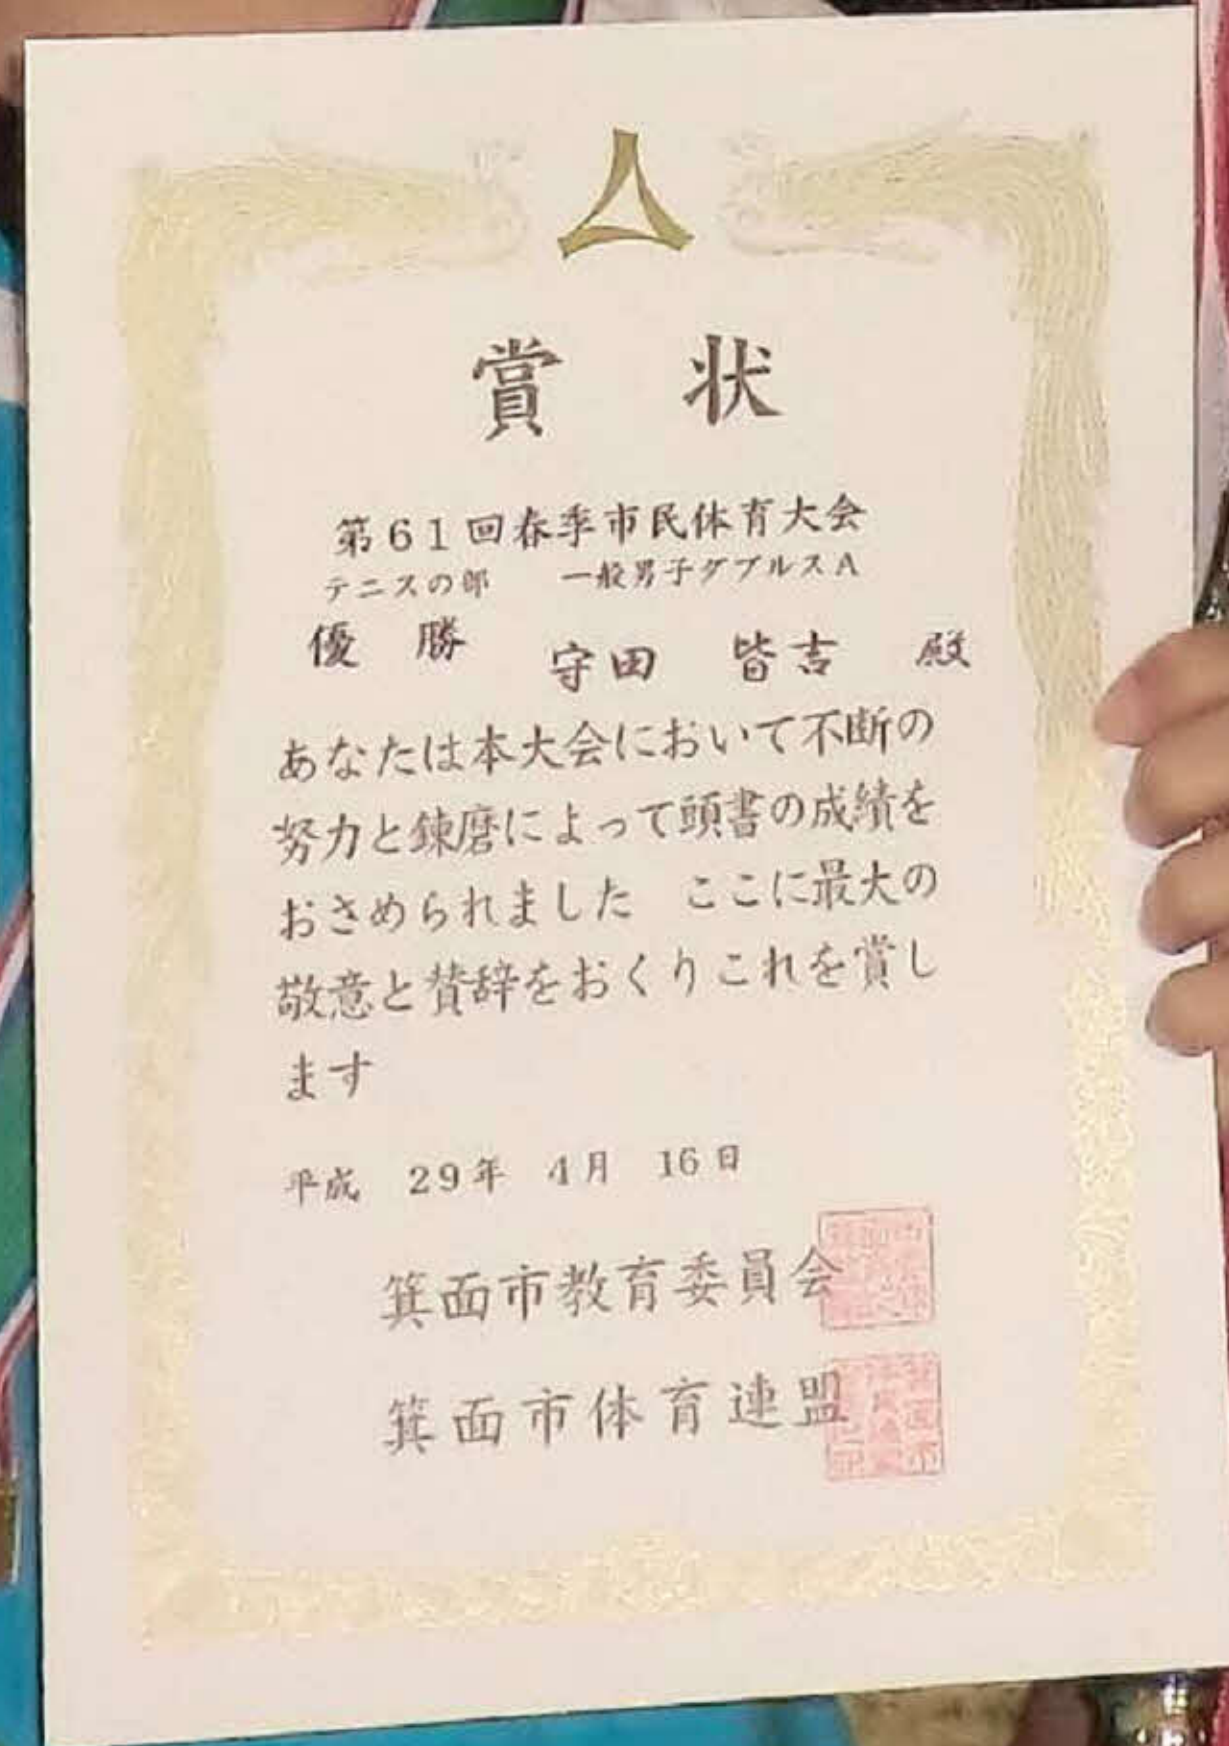 賞 状
第61回春季市民体育大会
テニスの部 一般男子ダブルスA
優 勝 守田 皆吉 殿
あなたは本大会において不断の
努力と錬磨によって頭書の成績を
おさめられました ここに最大の
敬意と賛辞をおくりこれを賞し
ます
平成 29年 4月 16日
箕面市教育委員会
箕面市体育連盟